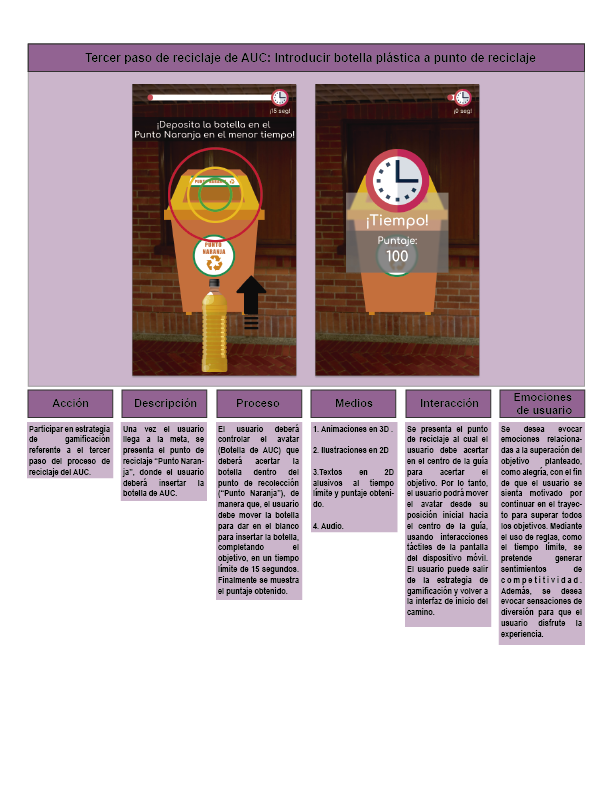 Tercer paso de reciclaje de AUC: Introducir botella plástica a punto de reciclaje
¡15 seg!
¡Deposita la botella en el
Punto Naranja en el menor tiempo!
PUNTO
NARANJA
¡0 seg!
¡Tiempo!
Puntaje:
100
Acción
Participar en estrategia
de gamificación
referente a el tercer
paso del proceso de
reciclaje del AUC.
Descripción
Una vez el usuario
llega a la meta, se
presenta el punto de
reciclaje “Punto Naran-
ja”, donde el usuario
deberá insertar la
botella de AUC.
Proceso
El usuario deberá
controlar el avatar
(Botella de AUC) que
deberá acertar la
botella dentro del
punto de recolección
(“Punto Naranja”), de
manera que, el usuario
debe mover la botella
para dar en el blanco
para insertar la botella,
completando el
objetivo, en un tiempo
límite de 15 segundos.
Finalmente se muestra
el puntaje obtenido.
Medios
1. Animaciones en 3D .
2. Ilustraciones en 2D
3.Textos en 2D
alusivos al tiempo
límite y puntaje obteni-
do.
4. Audio.
Interacción
Se presenta el punto
de reciclaje al cual el
usuario debe acertar
en el centro de la guía
para acertar el
objetivo. Por lo tanto,
el usuario podrá mover
el avatar desde su
posición inicial hacia
el centro de la guía,
usando interacciones
táctiles de la pantalla
del dispositivo móvil.
El usuario puede salir
de la estrategia de
gamificación y volver a
la interfaz de inicio del
camino.
Emociones
de usuario
Se desea evocar
emociones relaciona-
das a la superación del
objetivo planteado,
como alegría, con el fin
de que el usuario se
sienta motivado por
continuar en el trayec-
to para superar todos
los objetivos. Mediante
el uso de reglas, como
el tiempo límite, se
pretende generar
sentimientos de
competitividad.
Además, se desea
evocar sensaciones de
diversión para que el
usuario disfrute la
experiencia.